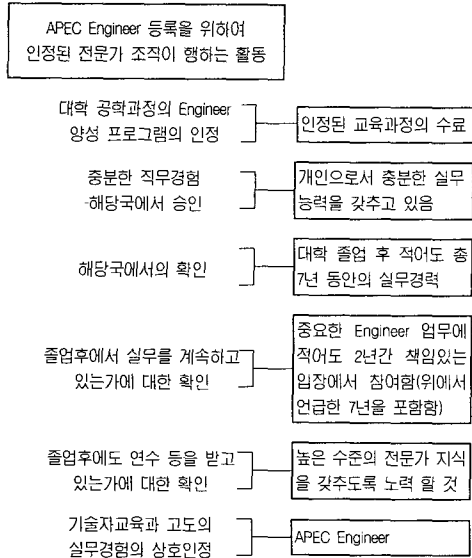 APEC Engineer 등록을 위하여
인정된 전문가 조직이 행하는 활동
대학 공학과정의 Engineer
양성 프로그램의 인정
인정된 교육과정의 수료
충분한 직무경험
-해당국에서 승인
개인으로서 충분한 실무
능력을 갖추고 있음
해당국에서의 확인
대학 졸업 후 적어도 총
7년 동안의 실무경력
졸업후에서 실무를 계속하고
있는가에 대한 확인
중요한 Engineer 업무에
적어도 2년간 책임있는
입장에서 참여함(위에서
언급한 7년을 포함함)
졸업후에도 연수 등을 받고
있는가에 대한 확인
높은 수준의 전문가 지식
을 갖추도록 노력 할 것
기술자교육과 고도의
실무경험의 상호인정
APEC Engineer